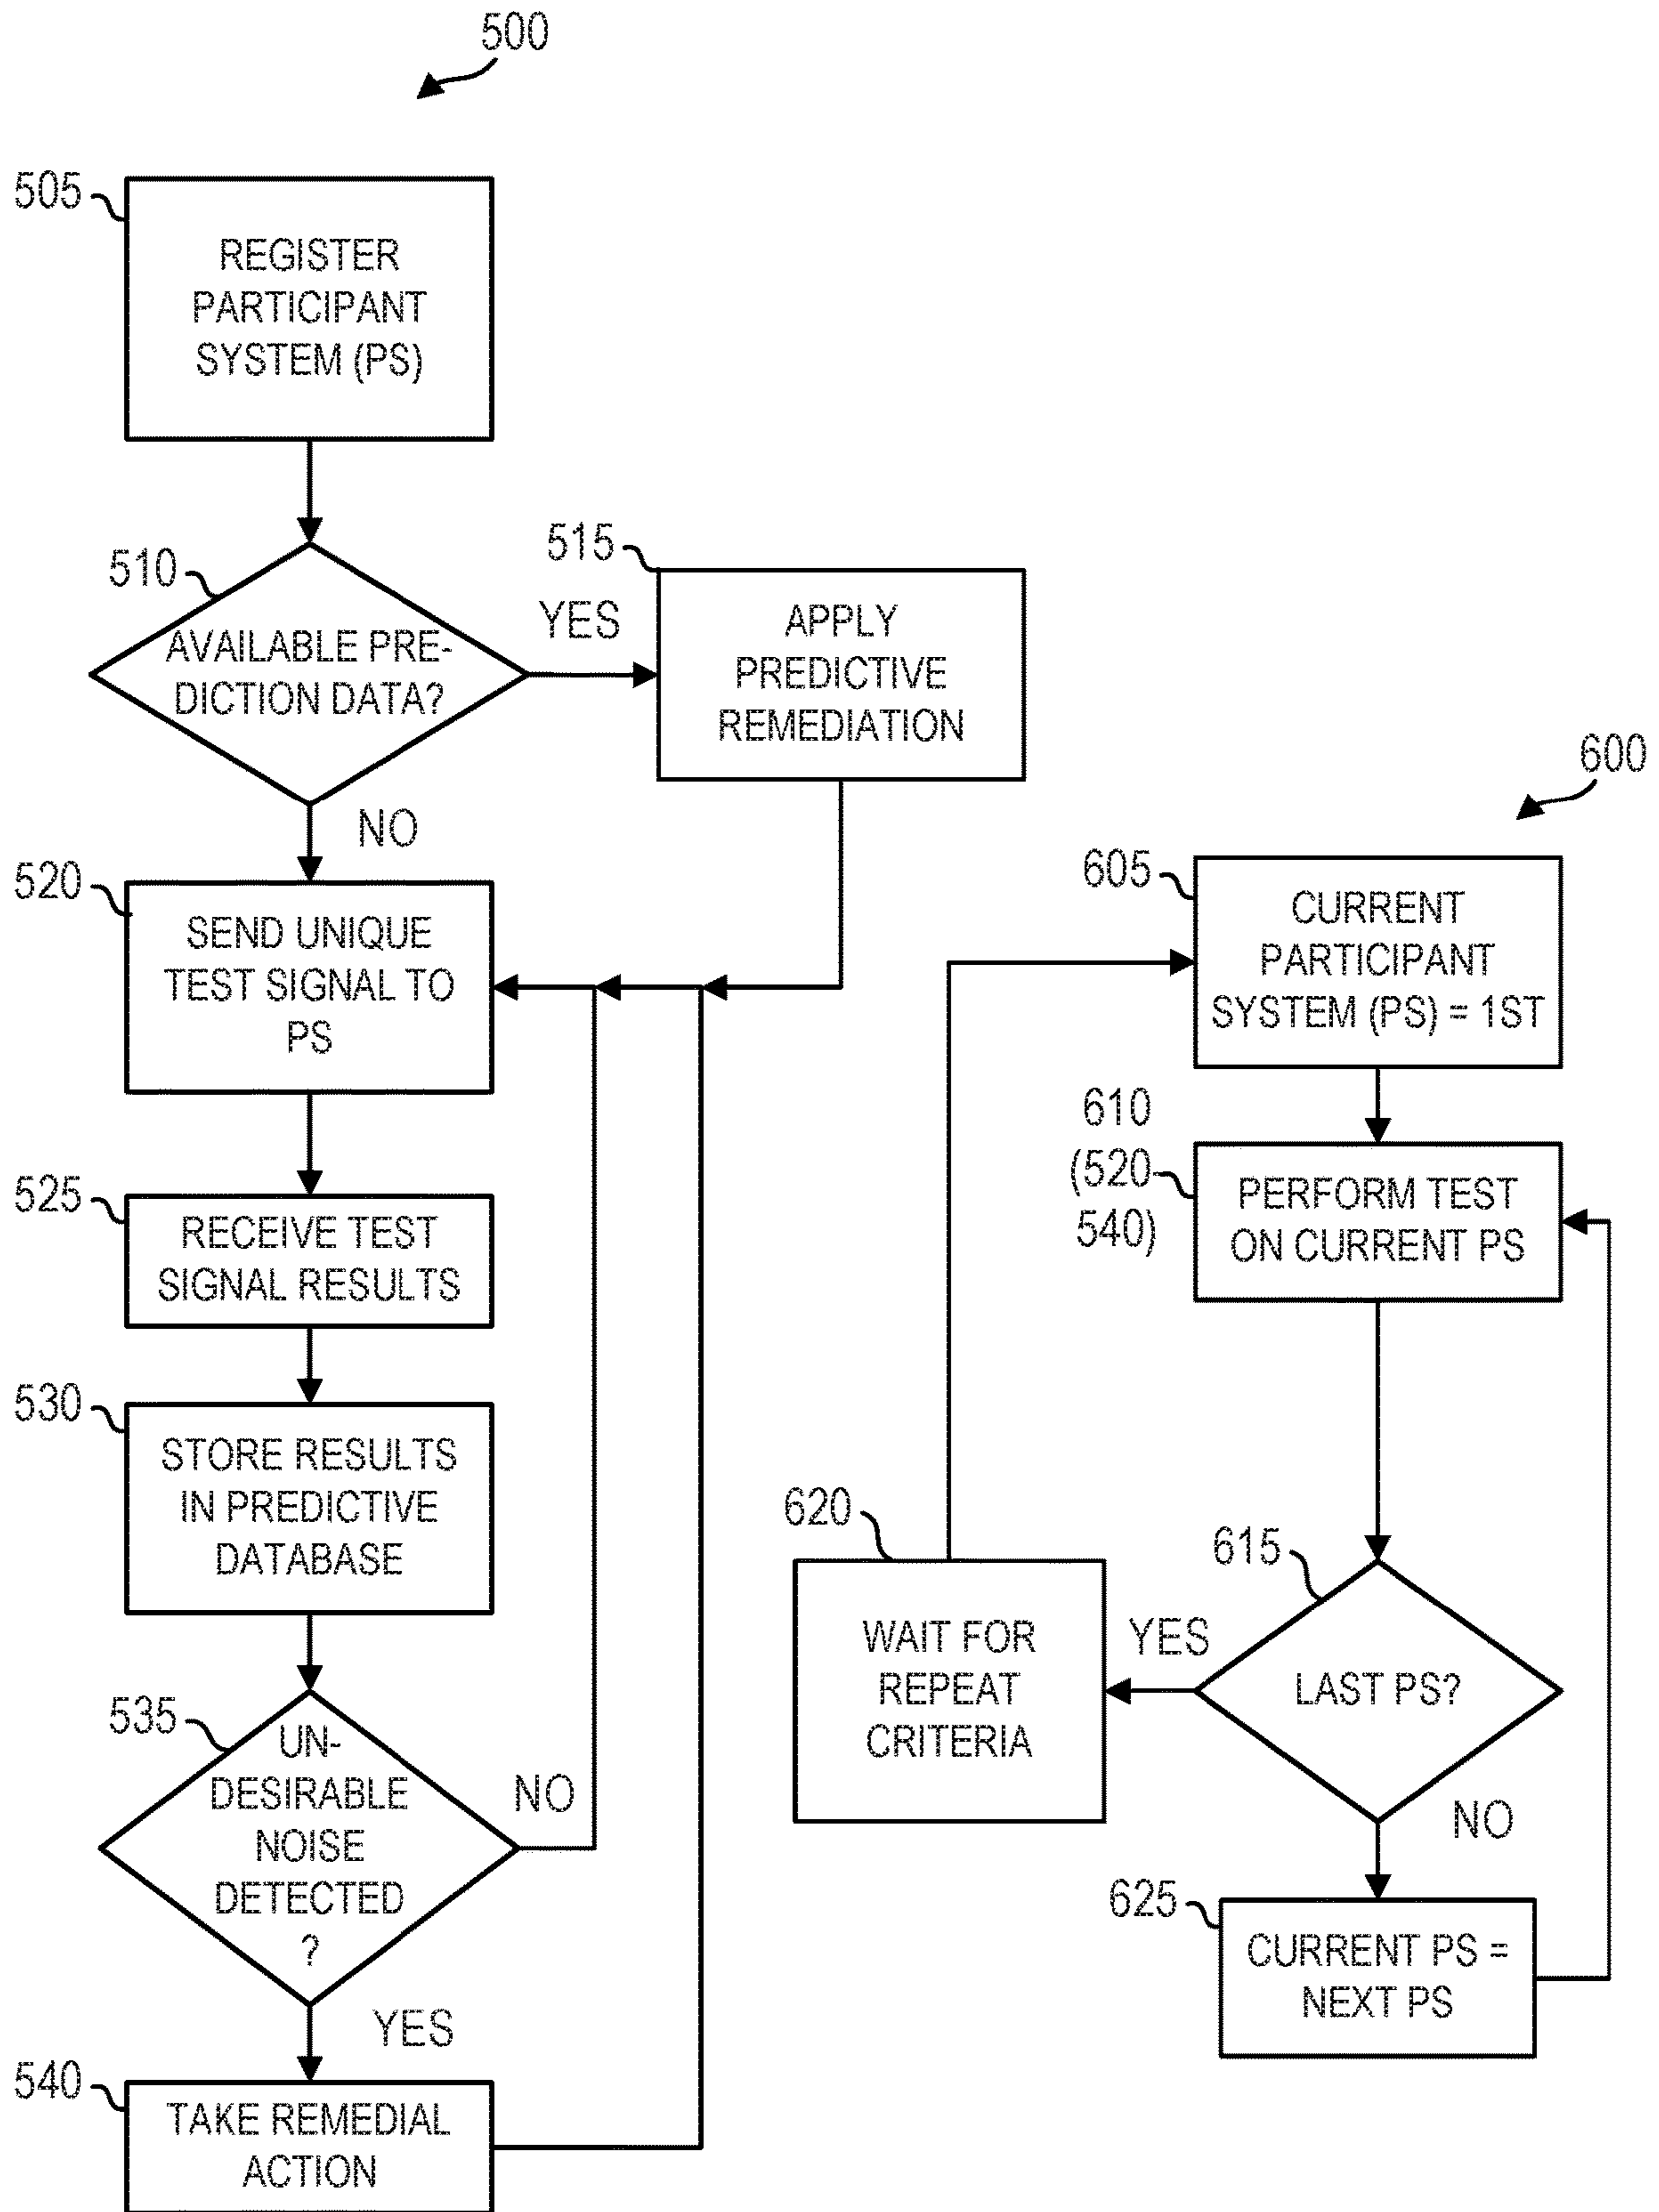 500
505
REGISTER
PARTICIPANT
SYSTEM (PS)
510
AVAILABLE PRE-
DICTION DATA?
YES
515
APPLY
PREDICTIVE
REMEDIATION
NO
520
SEND UNIQUE
TEST SIGNAL TO
PS
525
RECEIVE TEST
SIGNAL RESULTS
530
STORE RESULTS
IN PREDICTIVE
DATABASE
535
UN-
DESIRABLE
NOISE
DETECTED
?
NO
YES
540
TAKE REMEDIAL
ACTION
600
605
CURRENT
PARTICIPANT
SYSTEM (PS) = 1ST
610
(520-
540)
PERFORM TEST
ON CURRENT PS
615
LAST PS?
YES
620
WAIT FOR
REPEAT
CRITERIA
NO
625
CURRENT PS =
NEXT PS